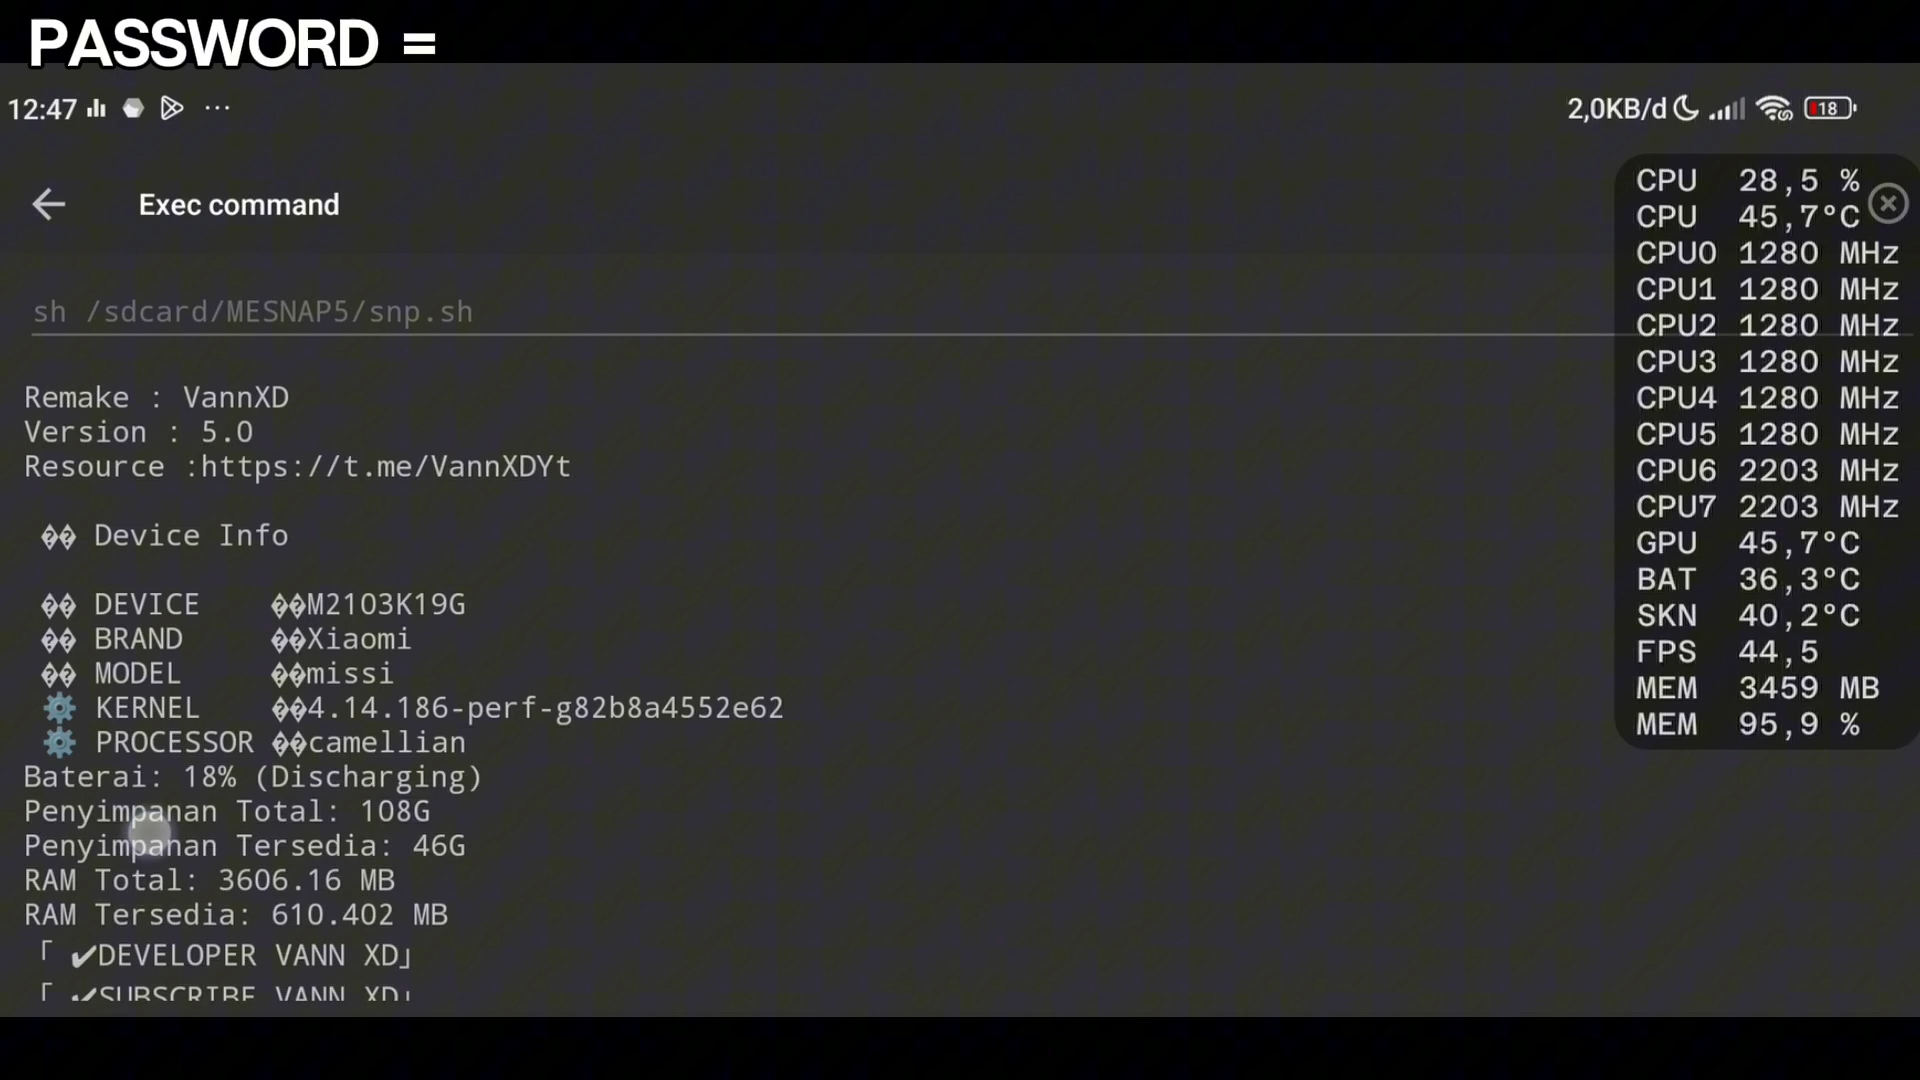 PASSWORD =
12:47 ... 2,0KB/d 18
Exec command
sh /sdcard/MESNAP5/snp.sh
Remake : VannXD
Version : 5.0
Resource :https://t.me/VannXDYt
�� Device Info
�� DEVICE ��M2103K19G
�� BRAND ��Xiaomi
�� MODEL ��missi
⚙️ KERNEL ��4.14.186-perf-g82b8a4552e62
⚙️ PROCESSOR ��camellian
Baterai: 18% (Discharging)
Penyimpanan Total: 108G
Penyimpanan Tersedia: 46G
RAM Total: 3606.16 MB
RAM Tersedia: 610.402 MB
「 ✔DEVELOPER VANN XD」
「 ✔SUBSCRIBE VANN XD」
CPU 28,5 %
CPU 45,7°C
CPU0 1280 MHz
CPU1 1280 MHz
CPU2 1280 MHz
CPU3 1280 MHz
CPU4 1280 MHz
CPU5 1280 MHz
CPU6 2203 MHz
CPU7 2203 MHz
GPU 45,7°C
BAT 36,3°C
SKN 40,2°C
FPS 44,5
MEM 3459 MB
MEM 95,9 %